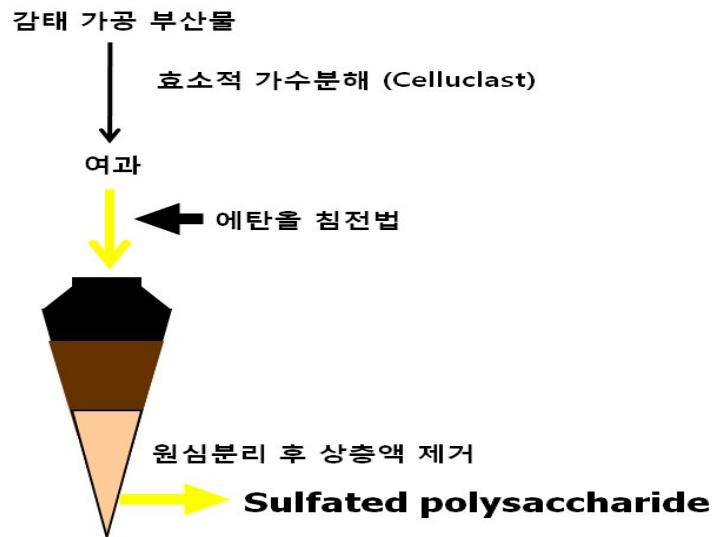 감태 가공 부산물
효소적 가수분해 (Celluclast)
여과
에탄올 침전법
원심분리 후 상층액 제거
Sulfated polysaccharide